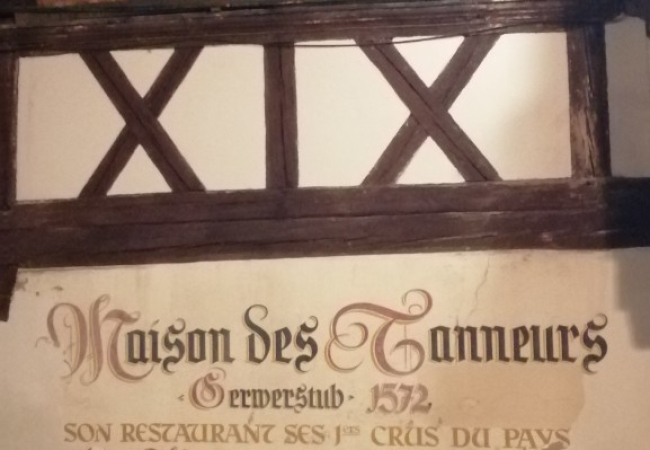 Maison des Tanneurs
· Gerwerstub · 1572
SON RESTAURANT SES 1ers CRUS DU PAYS